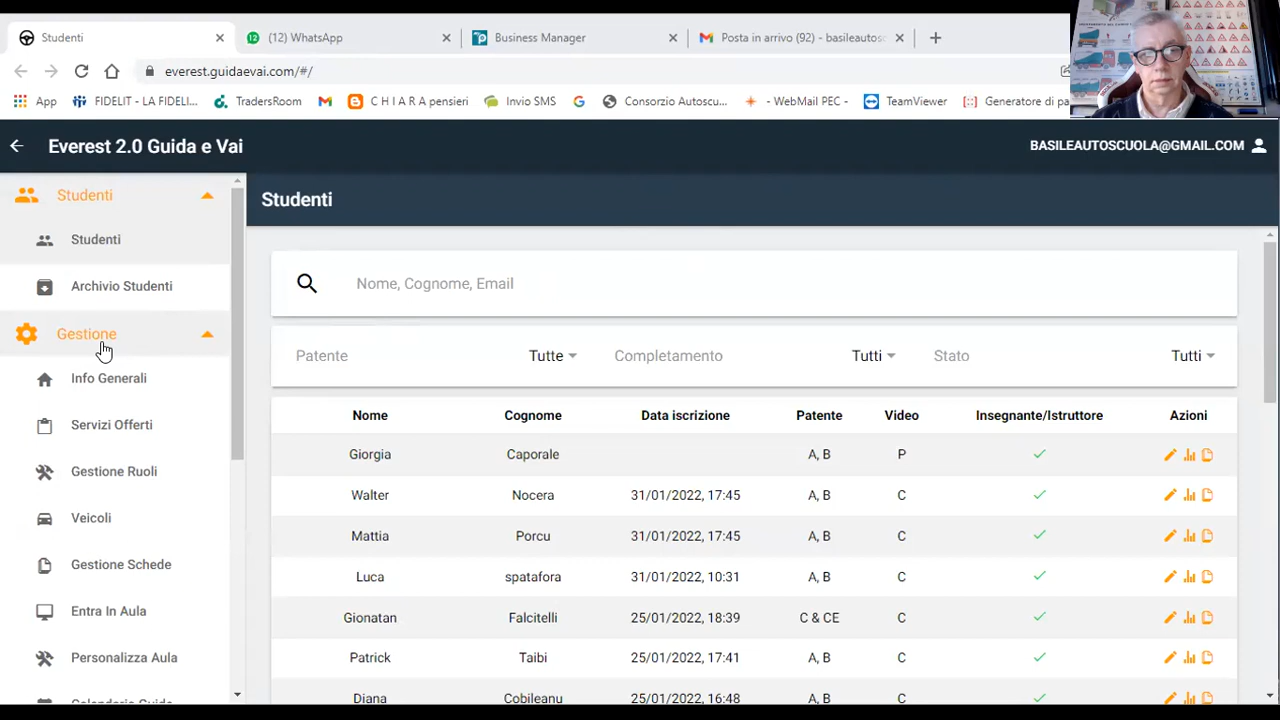 Studenti
(12) WhatsApp
Business Manager
Posta in arrivo (92) - basileautosc
everest.guidaevai.com/#/
App
FIDELIT - LA FIDELI...
TradersRoom
C H I A R A pensieri
Invio SMS
Consorzio Autoscu...
- WebMail PEC -
TeamViewer
Generatore di pa
Everest 2.0 Guida e Vai
BASILEAUTOSCUOLA@GMAIL.COM
Studenti
Studenti
Archivio Studenti
Gestione
Info Generali
Servizi Offerti
Gestione Ruoli
Veicoli
Gestione Schede
Entra In Aula
Personalizza Aula
Calendario Guide
Studenti
Nome, Cognome, Email
Patente Tutte Completamento Tutti Stato Tutti
Nome Cognome Data iscrizione Patente Video Insegnante/Istruttore Azioni
Giorgia Caporale A, B P
Walter Nocera 31/01/2022, 17:45 A, B C
Mattia Porcu 31/01/2022, 17:45 A, B C
Luca spatafora 31/01/2022, 10:31 A, B C
Gionatan Falcitelli 25/01/2022, 18:39 C & CE C
Patrick Taibi 25/01/2022, 17:41 A, B C
Diana Cobileanu 25/01/2022, 16:48 A, B C